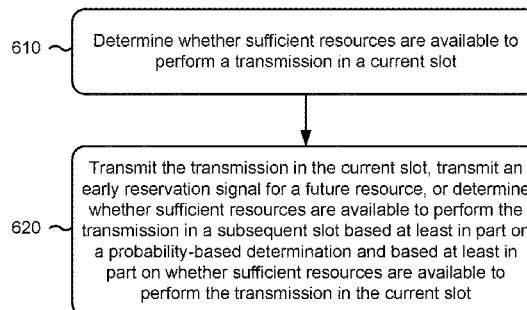 610
Determine whether sufficient resources are available to
perform a transmission in a current slot
620
Transmit the transmission in the current slot, transmit an
early reservation signal for a future resource, or determine
whether sufficient resources are available to perform the
transmission in a subsequent slot based at least in part on
a probability-based determination and based at least in
part on whether sufficient resources are available to
perform the transmission in the current slot